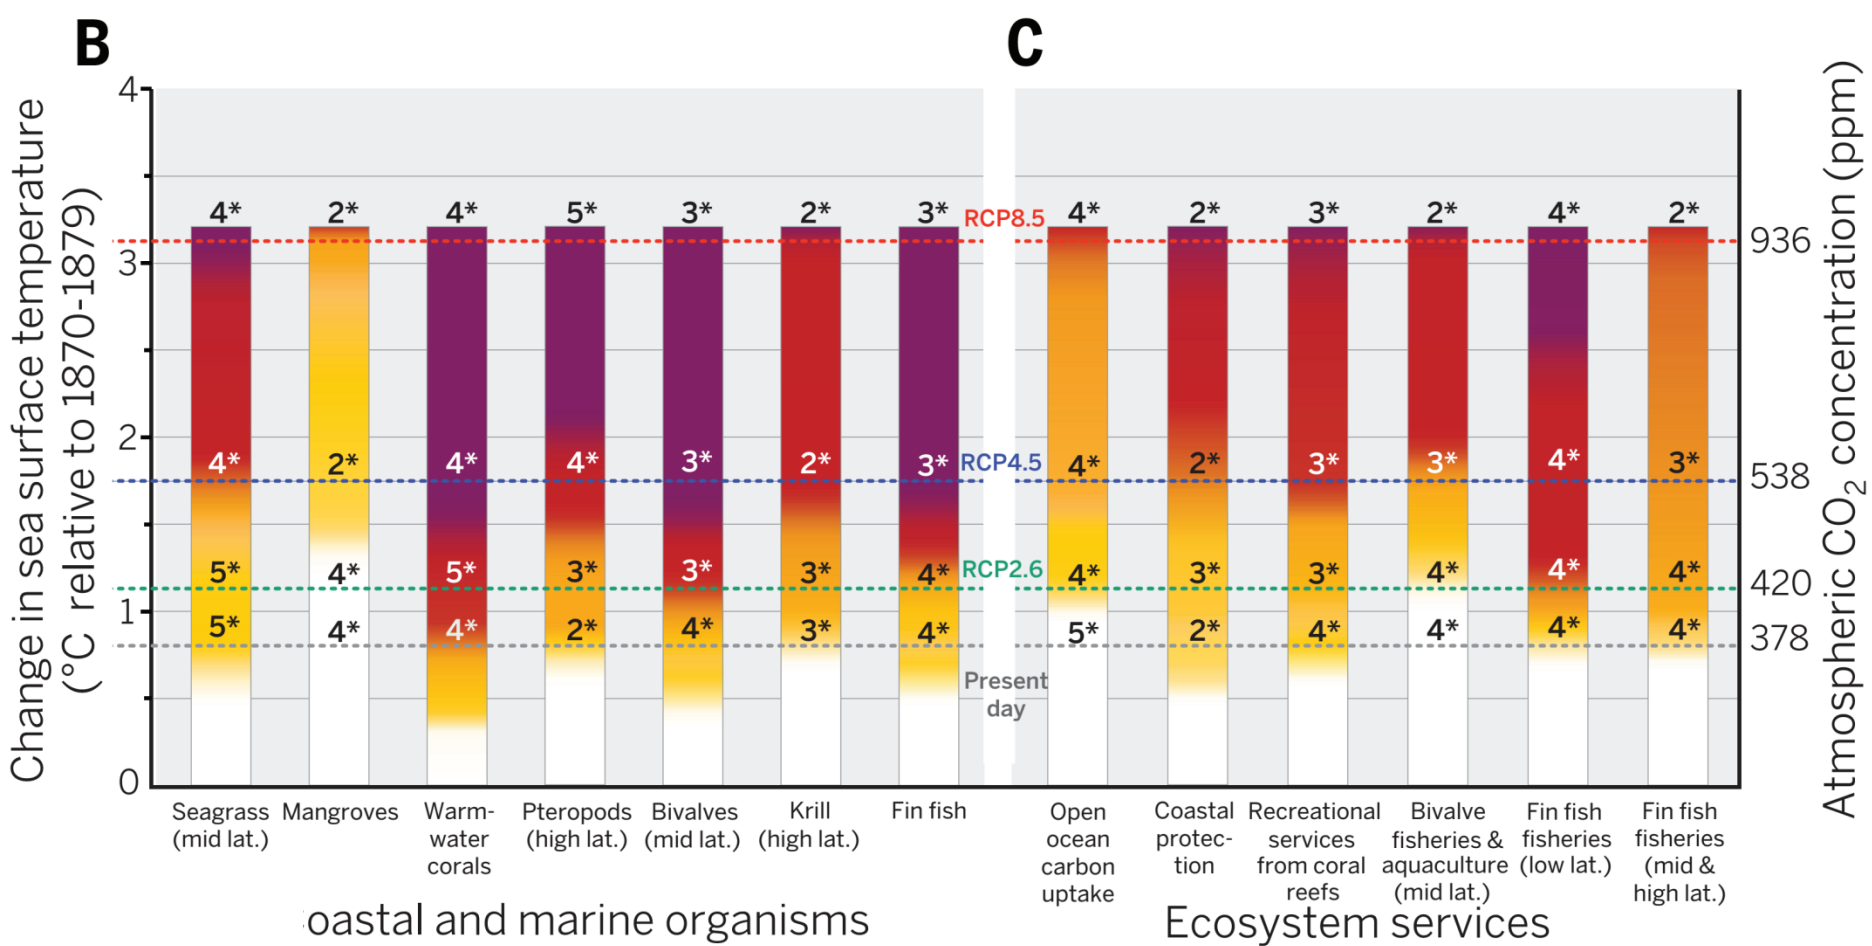 B
C
Change in sea surface temperature
(°C relative to 1870-1879)
4
3
2
1
0
4* 2* 4* 5* 3* 2* 3* RCP8.5 4* 2* 3* 2* 4* 2*
936
4* 2* 4* 4* 3* 2* 3* RCP4.5 4* 2* 3* 3* 4* 3*
538
5* 4* 5* 3* 3* 3* 4* RCP2.6 4* 3* 3* 4* 4* 4*
420
5* 4* 4* 2* 4* 3* 4* 5* 2* 4* 4* 4* 4*
378
Present
day
Seagrass
(mid lat.)
Mangroves
Warm-
water
corals
Pteropods
(high lat.)
Bivalves
(mid lat.)
Krill
(high lat.)
Fin fish
Open
ocean
carbon
uptake
Coastal
protec-
tion
Recreational
services
from coral
reefs
Bivalve
fisheries &
aquaculture
(mid lat.)
Fin fish
fisheries
(low lat.)
Fin fish
fisheries
(mid &
high lat.)
oastal and marine organisms
Ecosystem services
Atmospheric CO₂ concentration (ppm)